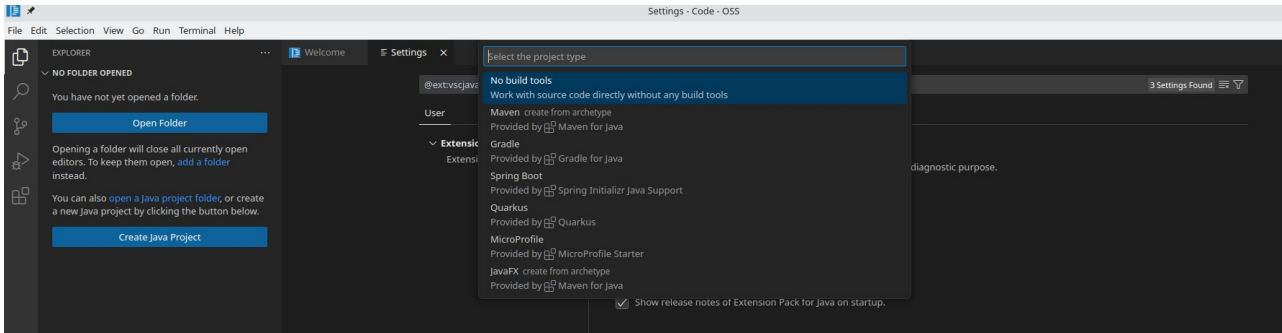 Settings - Code - OSS
File Edit Selection View Go Run Terminal Help
EXPLORER
Welcome
Settings
NO FOLDER OPENED
You have not yet opened a folder.
Open Folder
Opening a folder will close all currently open
editors. To keep them open, add a folder
instead.
You can also open a Java project folder, or create
a new Java project by clicking the button below.
Create Java Project
@ext:vscjava
3 Settings Found
User
Extensio
Extensi
Select the project type
No build tools
Work with source code directly without any build tools
Maven create from archetype
Provided by Maven for Java
Gradle
Provided by Gradle for Java
Spring Boot
Provided by Spring Initializr Java Support
Quarkus
Provided by Quarkus
MicroProfile
Provided by MicroProfile Starter
JavaFX create from archetype
Provided by Maven for Java
diagnostic purpose.
Show release notes of Extension Pack for Java on startup.